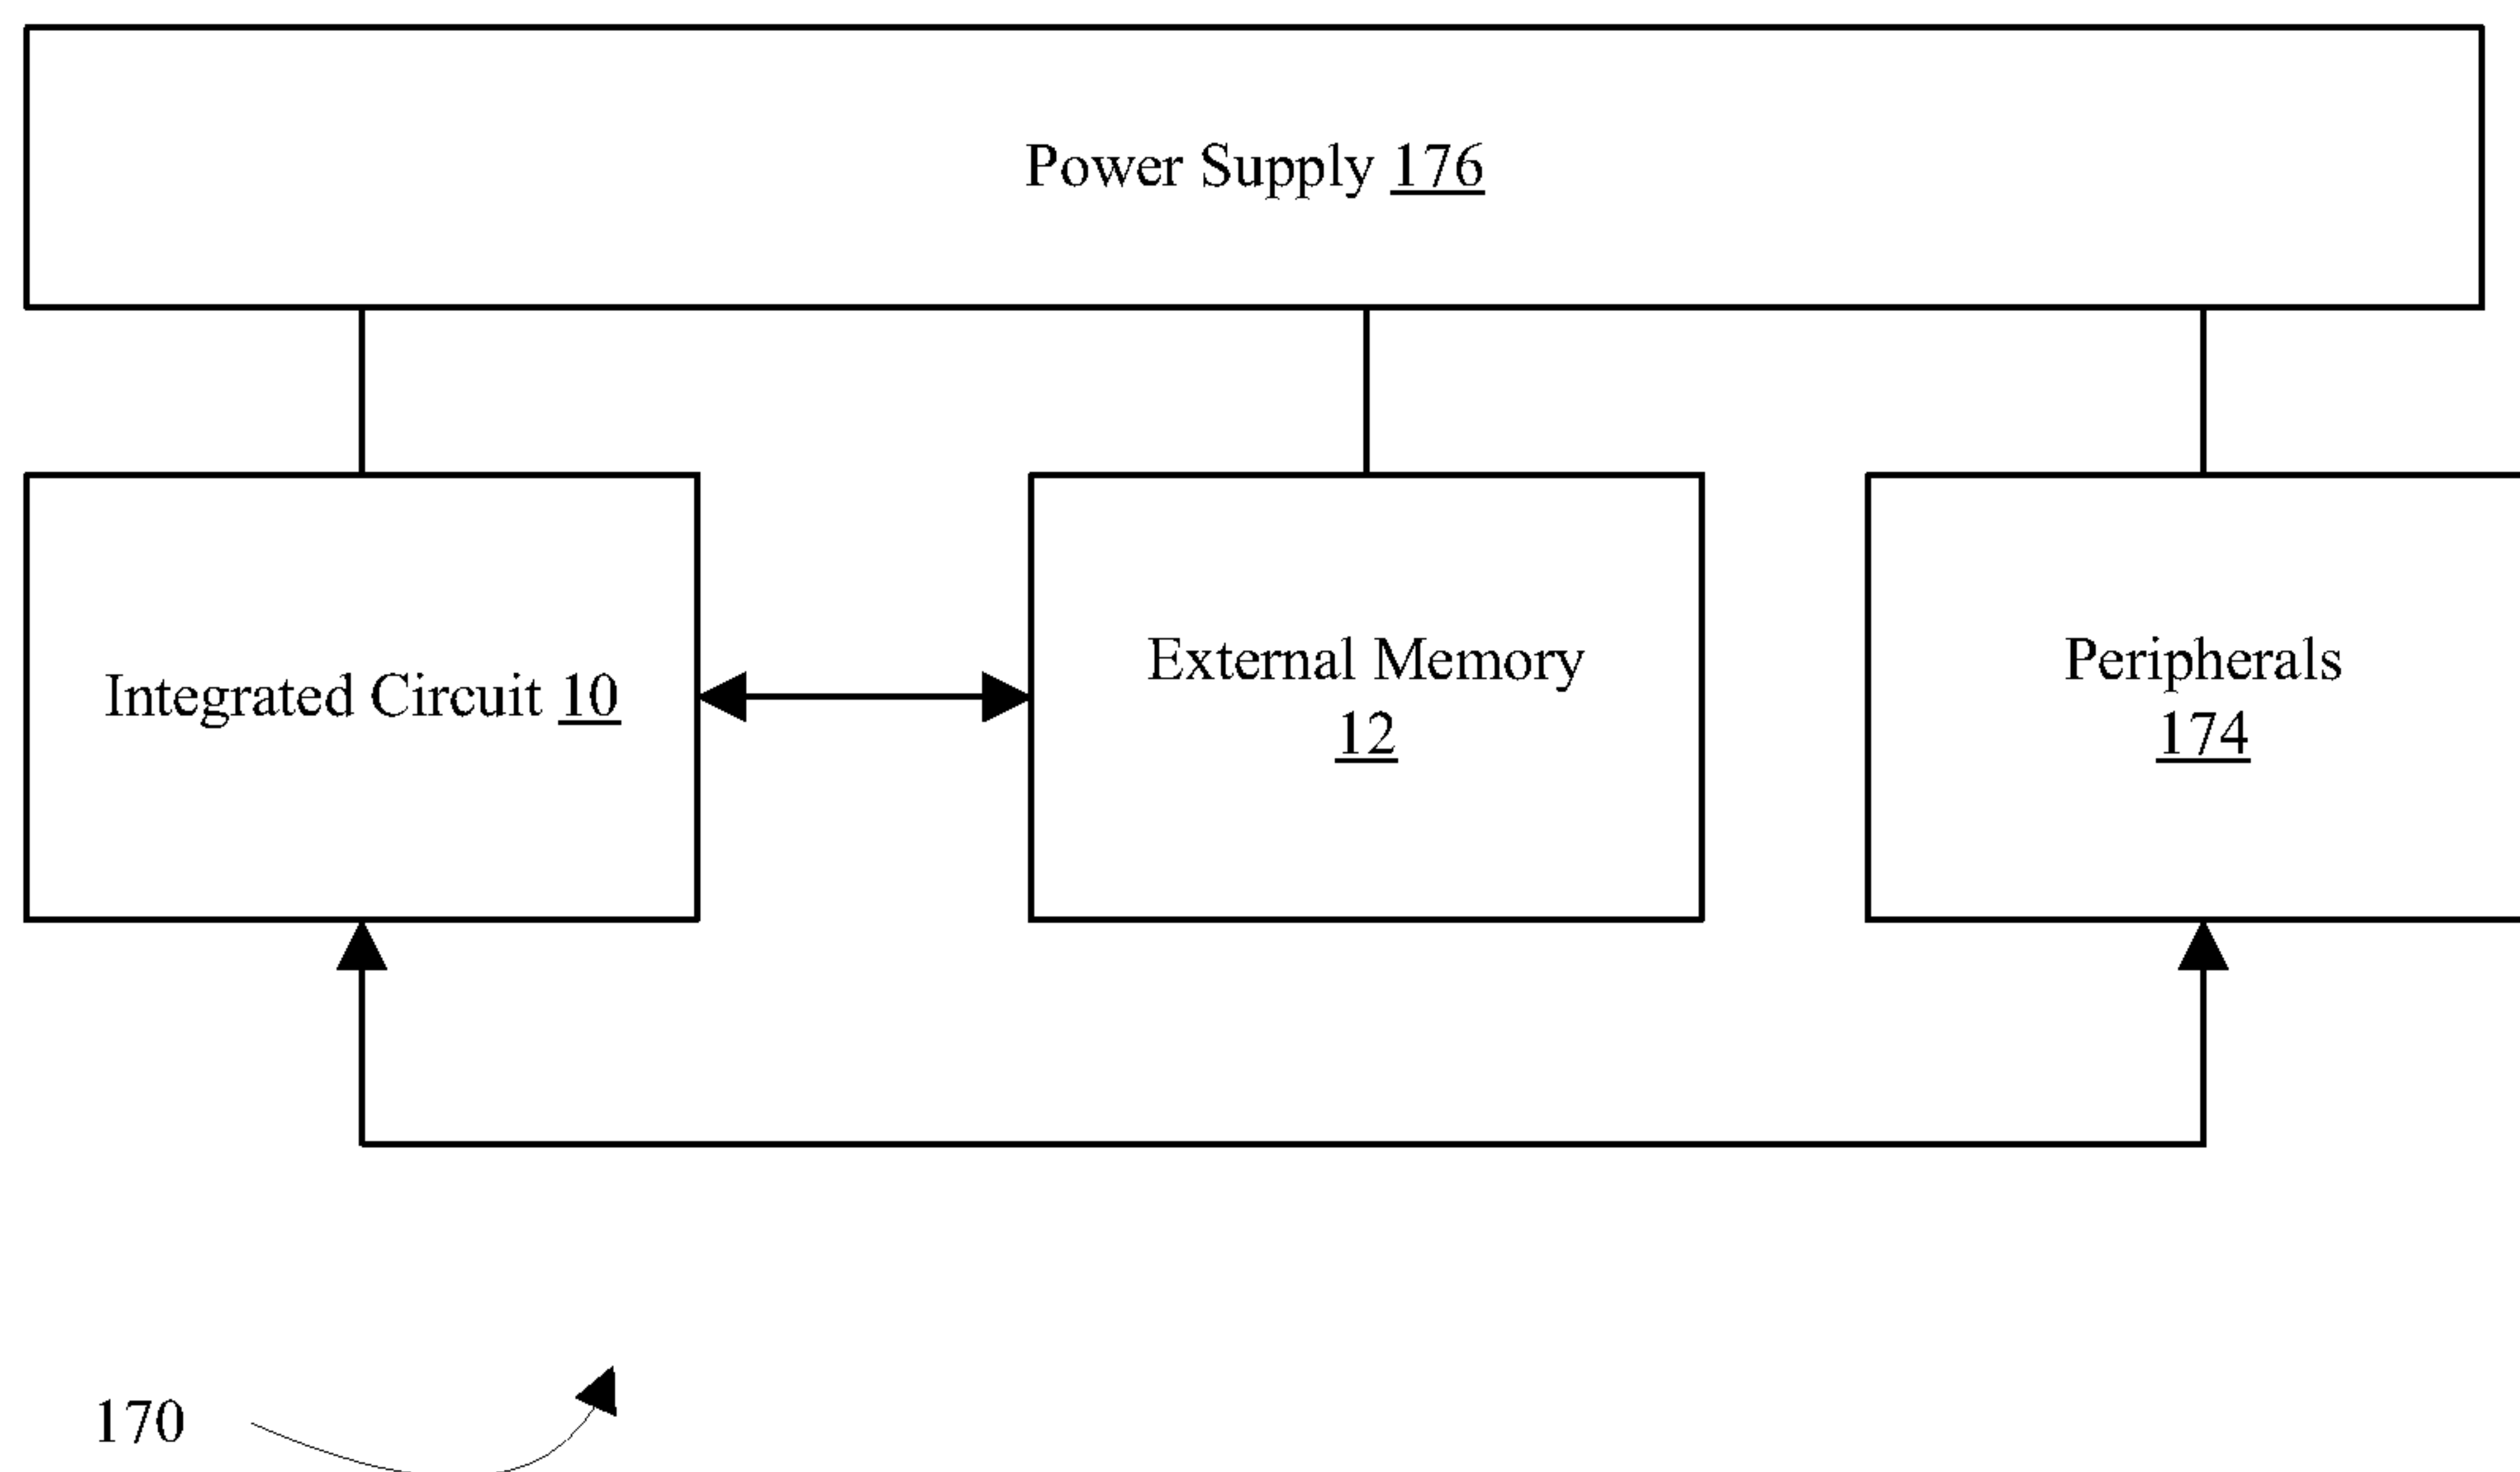 Power Supply 176
Integrated Circuit 10
External Memory
12
Peripherals
174
170